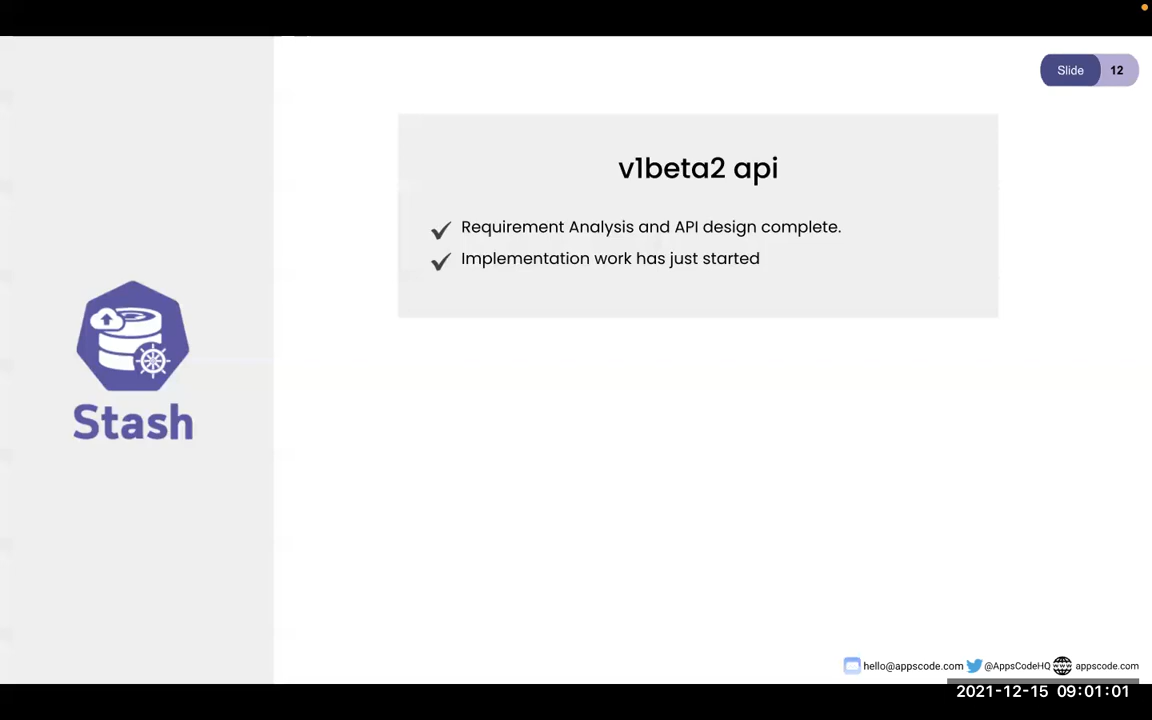 Slide 12
v1beta2 api
Requirement Analysis and API design complete.
Implementation work has just started
Stash
hello@appscode.com @AppsCodeHQ appscode.com
2021-12-15 09:01:01